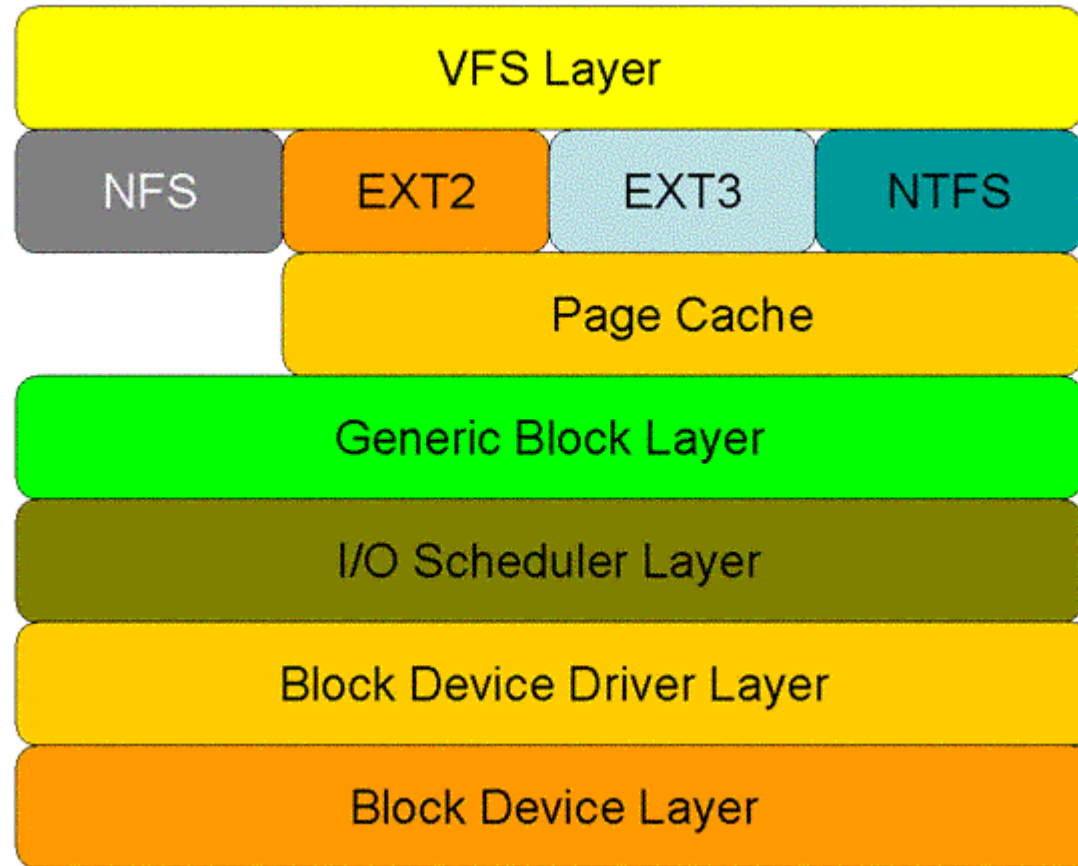 VFS Layer
NFS EXT2 EXT3 NTFS
Page Cache
Generic Block Layer
I/O Scheduler Layer
Block Device Driver Layer
Block Device Layer